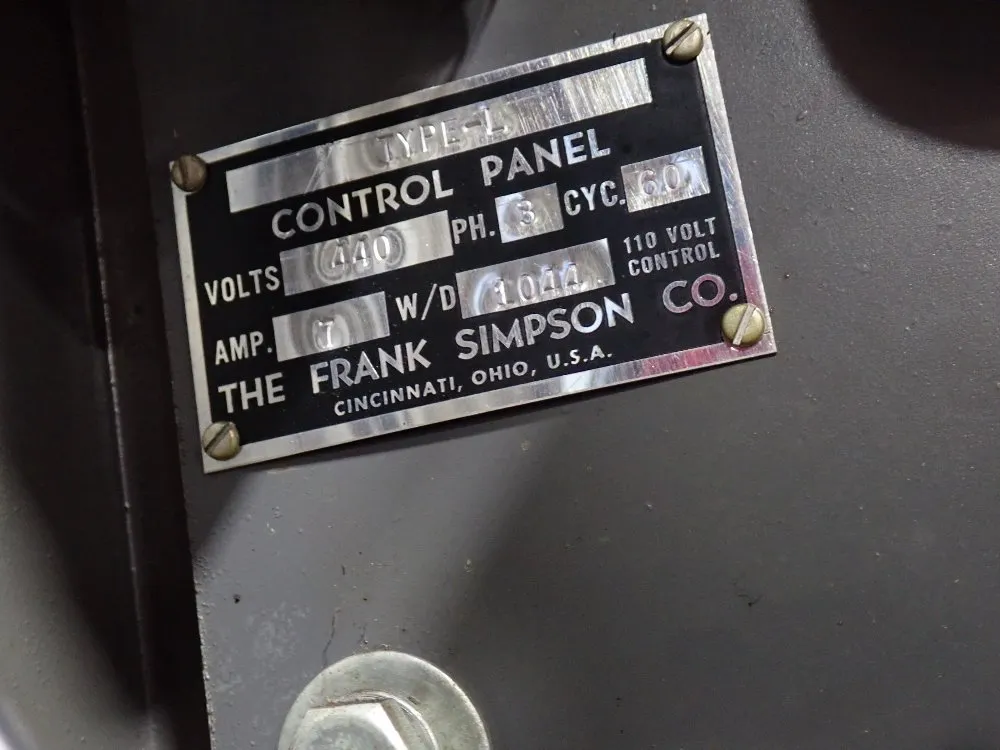 TYPE-L
CONTROL PANEL
VOLTS 440 PH. 3 CYC. 60
AMP. 7 W/D 1044 110 VOLT CONTROL
THE FRANK SIMPSON CO.
CINCINNATI, OHIO, U.S.A.